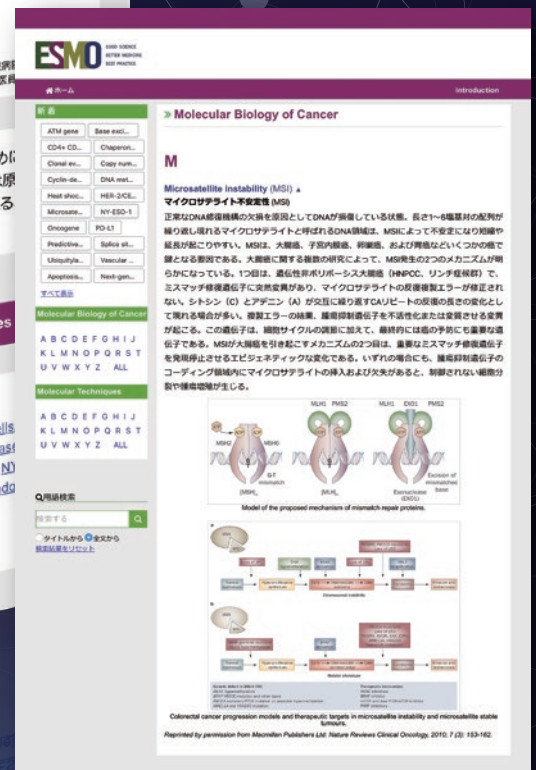 ESMO
GOOD SCIENCE
BETTER MEDICINE
BEST PRACTICE
ホーム
Introduction
ATM gene
Base exci...
CD4+ CD...
Chaperon...
Clonal ev...
Copy num...
Cyclin-de...
DNA met...
Heat shoc...
HER-2/CE...
Microsate...
NY-ESO-1
Oncogene
PD-L1
Predictive...
Splice sit...
Ubiquityla...
Vascular ...
Apoptosis...
Next-gen...
すべて表示
Molecular Biology of Cancer
A B C D E F G H I J
K L M N O P Q R S T
U V W X Y Z ALL
Molecular Techniques
A B C D E F G H I J
K L M N O P Q R S T
U V W X Y Z ALL
用語検索
検索する
タイトルから 全文から
検索結果をリセット
» Molecular Biology of Cancer
M
Microsatellite instability (MSI) ▲
マイクロサテライト不安定性 (MSI)
正常なDNA修復機構の欠損を原因としてDNAが損傷している状態。長さ1~6塩基対の配列が
繰り返し現れるマイクロサテライトと呼ばれるDNA領域は、MSIによって不安定になり短縮や
延長が起こりやすい。MSIは、大腸癌、子宮内膜癌、卵巣癌、および胃癌などいくつかの癌で
鍵となる要因である。大腸癌に関する複数の研究によって、MSI発現の2つのメカニズムが明
らかになっている。1つ目は、遺伝性非ポリポーシス大腸癌（HNPCC、リンチ症候群）で、
ミスマッチ修復遺伝子に突然変異があり、マイクロサテライトの反復複製エラーが修正され
ない。シトシン（C）とアデニン（A）が交互に繰り返すCAリピートの反復の長さの変化とし
て現れる場合が多い。複製エラーの結果、腫瘍抑制遺伝子を不活性化または変質させる変異
が起こる。この遺伝子は、細胞サイクルの調節に加えて、最終的には癌の予防にも重要な遺
伝子である。MSIが大腸癌を引き起こすメカニズムの2つ目は、重要なミスマッチ修復遺伝子
を発現停止させるエピジェネティックな変化である。いずれの場合にも、腫瘍抑制遺伝子の
コーディング領域内にマイクロサテライトの挿入および欠失があると、制御されない細胞分
裂や腫瘍増殖が生じる。
MLH1 PMS2
MLH1 EXO1 PMS2
MSH2
MSH6
G-T
mismatch
Excision of
mismatched
base
Exonuclease
(EXO1)
Model of the proposed mechanism of mismatch repair proteins.
a
Chromosomal instability
b
Colorectal cancer progression models and therapeutic targets in microsatellite instability and microsatellite stable
tumours.
Reprinted by permission from Macmillan Publishers Ltd: Nature Reviews Clinical Oncology, 2010; 7 (3): 153-162.